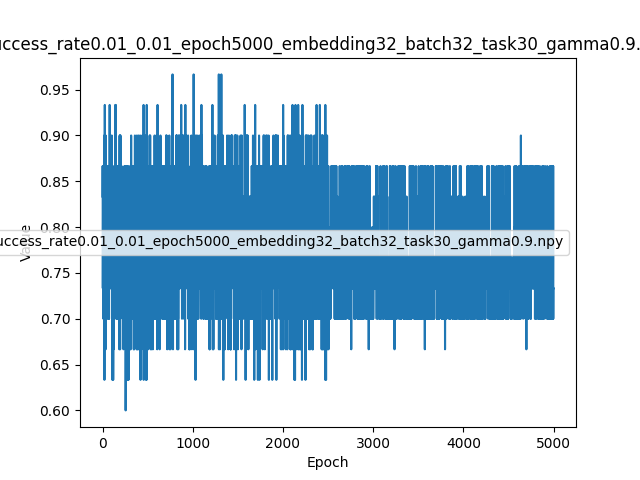 uccess_rate0.01_0.01_epoch5000_embedding32_batch32_task30_gamma0.9.
0.95
0.90
0.85
0.80
uccess_rate0.01_0.01_epoch5000_embedding32_batch32_task30_gamma0.9.npy
Value
0.75
0.70
0.65
0.60
0 1000 2000 3000 4000 5000
Epoch